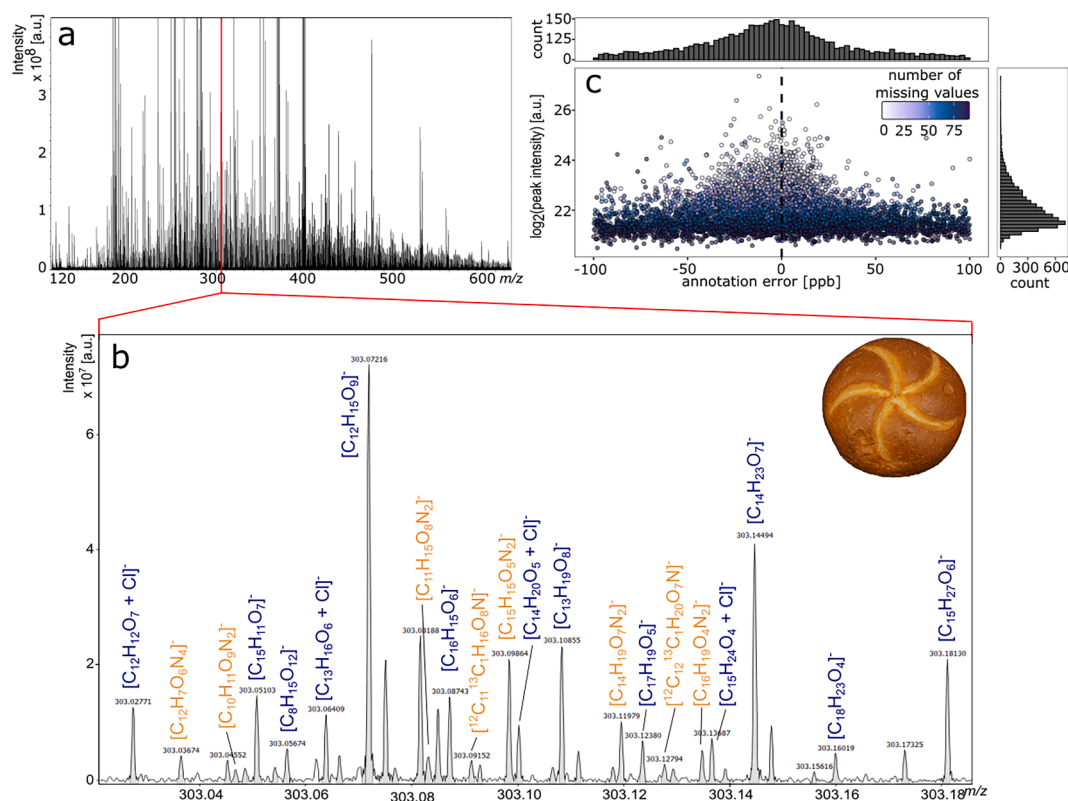 a
Intensity
x 10⁸ [a.u.]
3
2
1
0
120 200 300 400 500 600 m/z
count
150
125
0
c
number of
missing values
0 25 50 75
log2(peak intensity) [a.u.]
26
24
22
-100 -50 0 50 100
annotation error [ppb]
0 300 600
count
b
Intensity
x 10⁷ [a.u.]
6
4
2
0
[C₁₂H₁₂O₇ + Cl]⁻
303.02771
[C₁₂H₇O₆N₄]⁻
303.03674
[C₁₀H₁₁O₉N₂]⁻
303.04552
[C₁₅H₁₁O₇]⁻
303.05103
[C₈H₁₅O₁₂]⁻
303.05674
[C₁₃H₁₆O₆ + Cl]⁻
303.06409
[C₁₂H₁₅O₉]⁻
303.07216
[C₁₁H₁₅O₈N₂]⁻
303.08188
[C₁₆H₁₅O₆]⁻
303.08743
[¹²C₁₁¹³C₁H₁₆O₈N]⁻
303.09152
[C₁₅H₁₅O₅N₂]⁻
303.09864
[C₁₄H₂₀O₅ + Cl]⁻
[C₁₃H₁₉O₈]⁻
303.10855
[C₁₄H₁₉O₇N₂]⁻
303.11979
[C₁₇H₁₉O₅]⁻
303.12380
[¹²C₁₂¹³C₁H₂₀O₇N]⁻
303.12794
[C₁₆H₁₉O₄N₂]⁻
[C₁₅H₂₄O₄ + Cl]⁻
303.13687
[C₁₄H₂₃O₇]⁻
303.14494
303.15616
[C₁₈H₂₃O₄]⁻
303.16019
303.17325
[C₁₅H₂₇O₆]⁻
303.18130
303.04 303.06 303.08 303.10 303.12 303.14 303.16 303.18 m/z